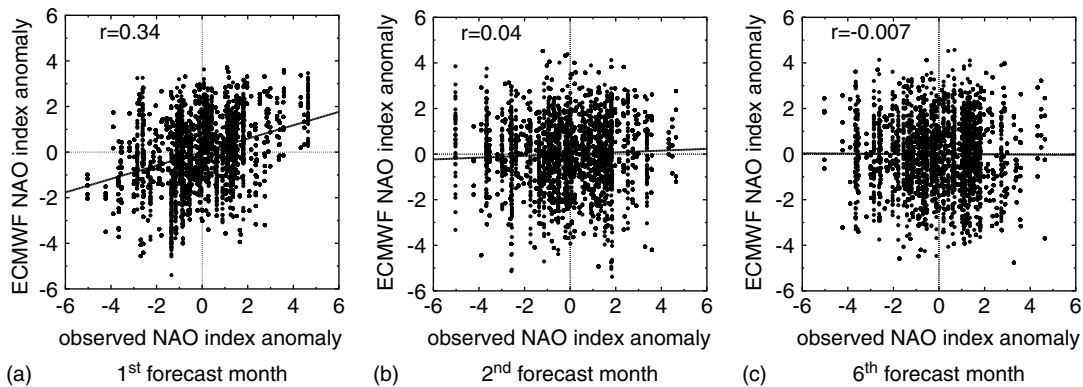 r=0.34
6
4
2
0
-2
-4
-6
ECMWF NAO index anomaly
-6 -4 -2 0 2 4 6
observed NAO index anomaly
(a) 1st forecast month
r=0.04
6
4
2
0
-2
-4
-6
ECMWF NAO index anomaly
-6 -4 -2 0 2 4 6
observed NAO index anomaly
(b) 2nd forecast month
r=-0.007
6
4
2
0
-2
-4
-6
ECMWF NAO index anomaly
-6 -4 -2 0 2 4 6
observed NAO index anomaly
(c) 6th forecast month